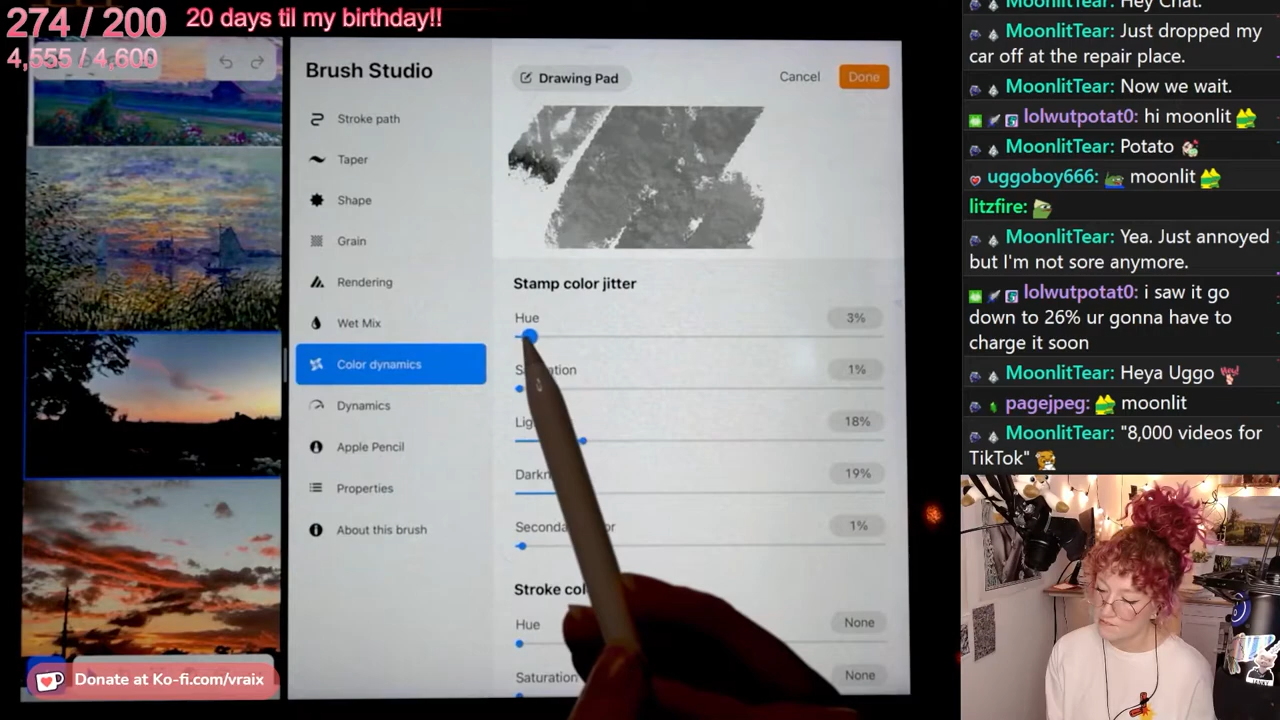 274 / 200
20 days til my birthday!!
4,555 / 4,600
Brush Studio
Stroke path
Taper
Shape
Grain
Rendering
Wet Mix
Color dynamics
Dynamics
Apple Pencil
Properties
About this brush
Drawing Pad
Cancel
Done
Stamp color jitter
Hue
3%
1%
18%
19%
1%
Hue
None
Saturation
None
Donate at Ko-fi.com/vraix
MoonlitTear: Hey Chat.
MoonlitTear: Just dropped my
car off at the repair place.
MoonlitTear: Now we wait.
lolwutpotat0: hi moonlit
MoonlitTear: Potato
uggoboy666: moonlit
litzfire:
MoonlitTear: Yea. Just annoyed
but I'm not sore anymore.
lolwutpotat0: i saw it go
down to 26% ur gonna have to
charge it soon
MoonlitTear: Heya Uggo
pagejpeg: moonlit
MoonlitTear: "8,000 videos for
TikTok"